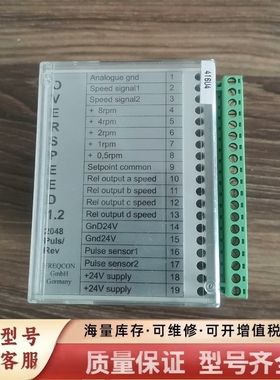 OVERSPEED 1.2
2048
Puls/
Rev
FREQCON
GmbH
Germany
Analogue gnd 1
Speed signal1 2
Speed signal2 3
+ 8rpm 4
+ 4rpm 5
+ 2rpm 6
+ 1rpm 7
+ 0,5rpm 8
Setpoint common 9
Rel output a speed 10
Rel output b speed 11
Rel output c speed 12
Rel output d speed 13
GnD24V 14
Gnd24V 15
Pulse sensor1 16
Pulse sensor2 17
+24V supply 18
+24V supply 19
416U4
型号
客服
海量库存·可维修·可开增值税
质量保证 型号齐